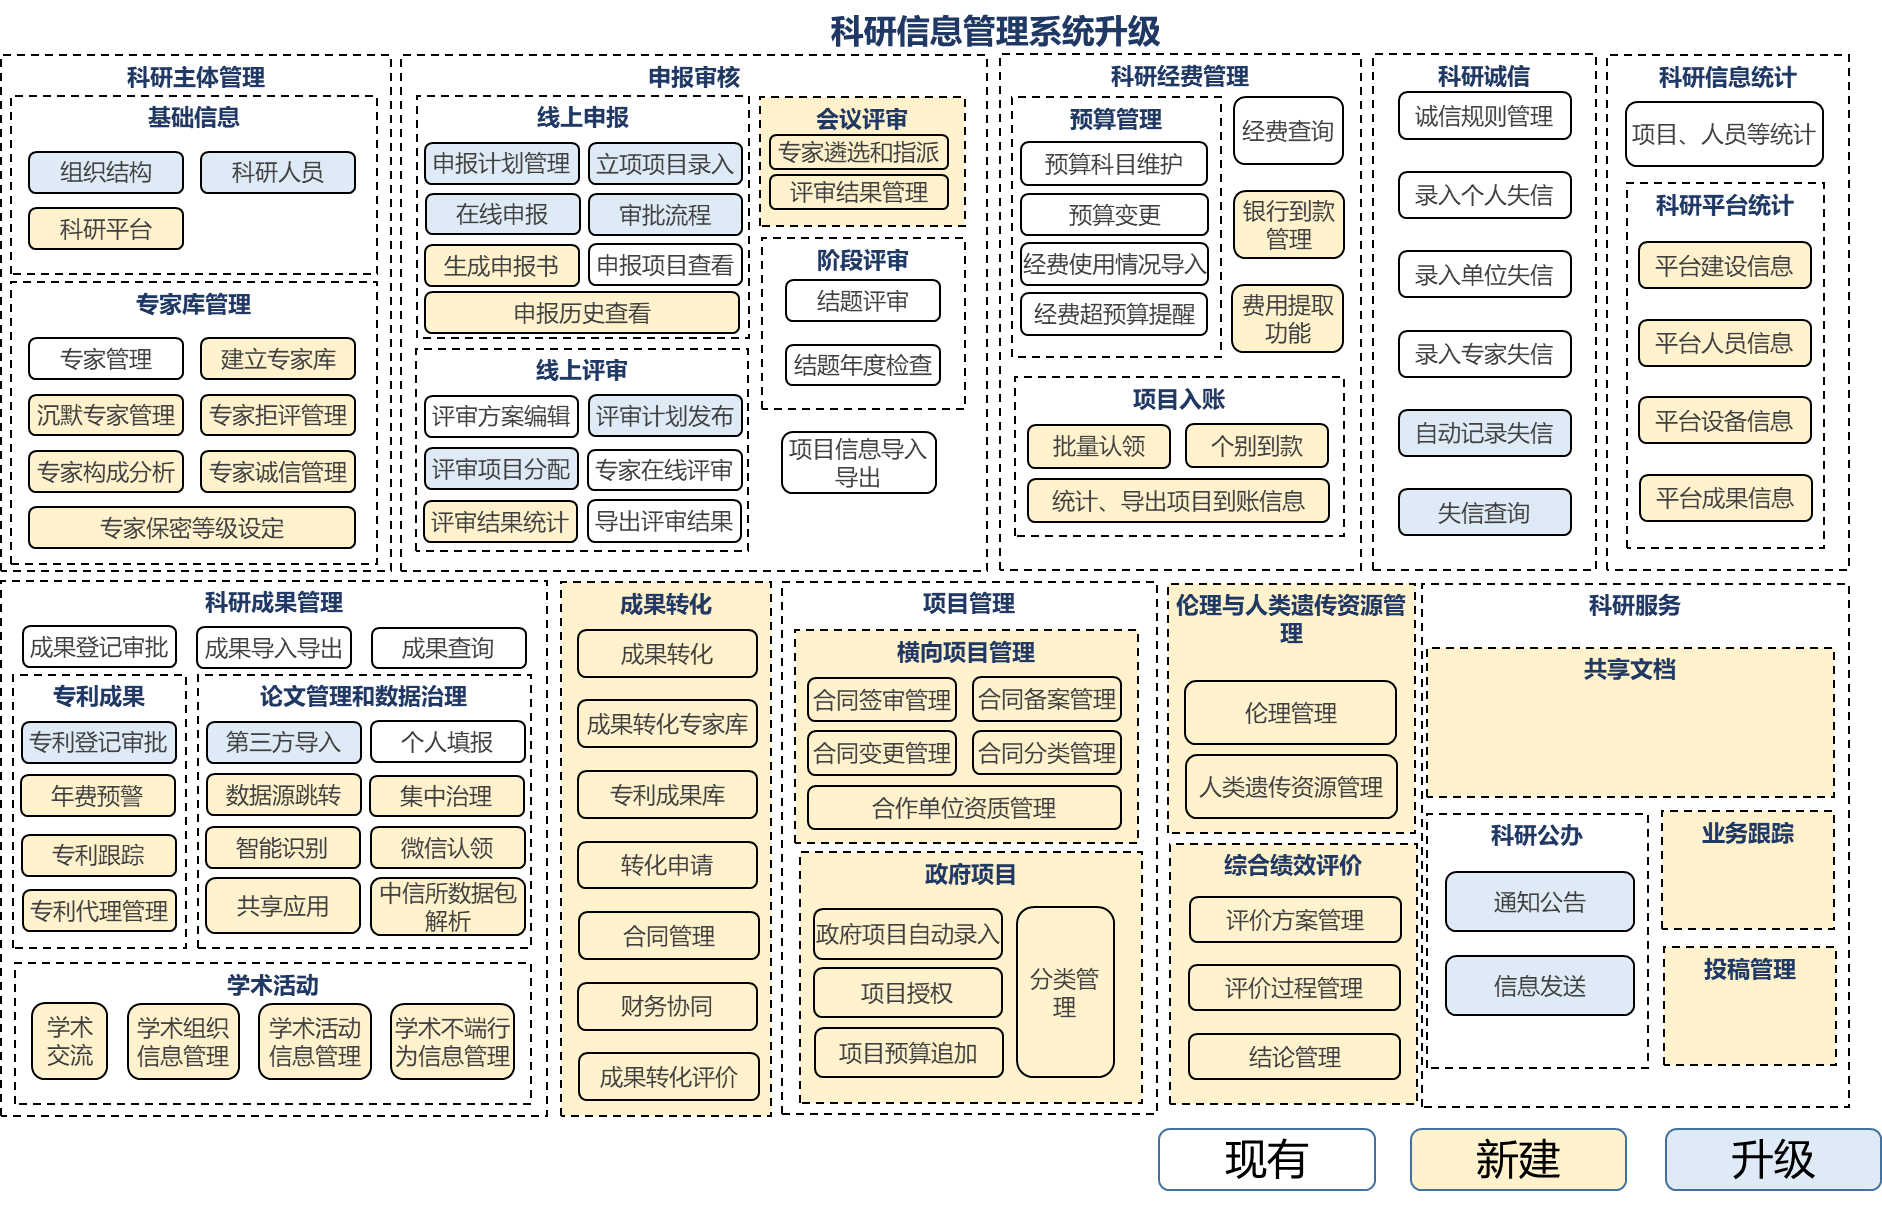 科研信息管理系统升级
科研主体管理
基础信息
组织结构
科研人员
科研平台
专家库管理
专家管理
建立专家库
沉默专家管理
专家拒评管理
专家构成分析
专家诚信管理
专家保密等级设定
申报审核
线上申报
申报计划管理
立项项目录入
在线申报
审批流程
生成申报书
申报项目查看
申报历史查看
线上评审
评审方案编辑
评审计划发布
评审项目分配
专家在线评审
评审结果统计
导出评审结果
会议评审
专家遴选和指派
评审结果管理
阶段评审
结题评审
结题年度检查
项目信息导入
导出
科研经费管理
预算管理
预算科目维护
预算变更
经费使用情况导入
经费超预算提醒
经费查询
银行到款
管理
费用提取
功能
项目入账
批量认领
个别到款
统计、导出项目到账信息
科研诚信
诚信规则管理
录入个人失信
录入单位失信
录入专家失信
自动记录失信
失信查询
科研信息统计
项目、人员等统计
科研平台统计
平台建设信息
平台人员信息
平台设备信息
平台成果信息
科研成果管理
成果登记审批
成果导入导出
成果查询
专利成果
专利登记审批
年费预警
专利跟踪
专利代理管理
论文管理和数据治理
第三方导入
个人填报
数据源跳转
集中治理
智能识别
微信认领
共享应用
中信所数据包
解析
学术活动
学术
交流
学术组织
信息管理
学术活动
信息管理
学术不端行
为信息管理
成果转化
成果转化
成果转化专家库
专利成果库
转化申请
合同管理
财务协同
成果转化评价
项目管理
横向项目管理
合同签审管理
合同备案管理
合同变更管理
合同分类管理
合作单位资质管理
政府项目
政府项目自动录入
项目授权
项目预算追加
分类管
理
伦理与人类遗传资源管
理
伦理管理
人类遗传资源管理
综合绩效评价
评价方案管理
评价过程管理
结论管理
科研服务
共享文档
科研公办
通知公告
信息发送
业务跟踪
投稿管理
现有
新建
升级